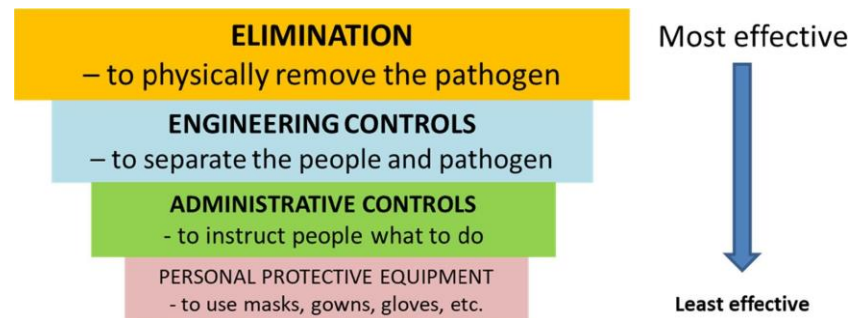 ELIMINATION
– to physically remove the pathogen
Most effective
ENGINEERING CONTROLS
– to separate the people and pathogen
ADMINISTRATIVE CONTROLS
- to instruct people what to do
PERSONAL PROTECTIVE EQUIPMENT
- to use masks, gowns, gloves, etc.
Least effective